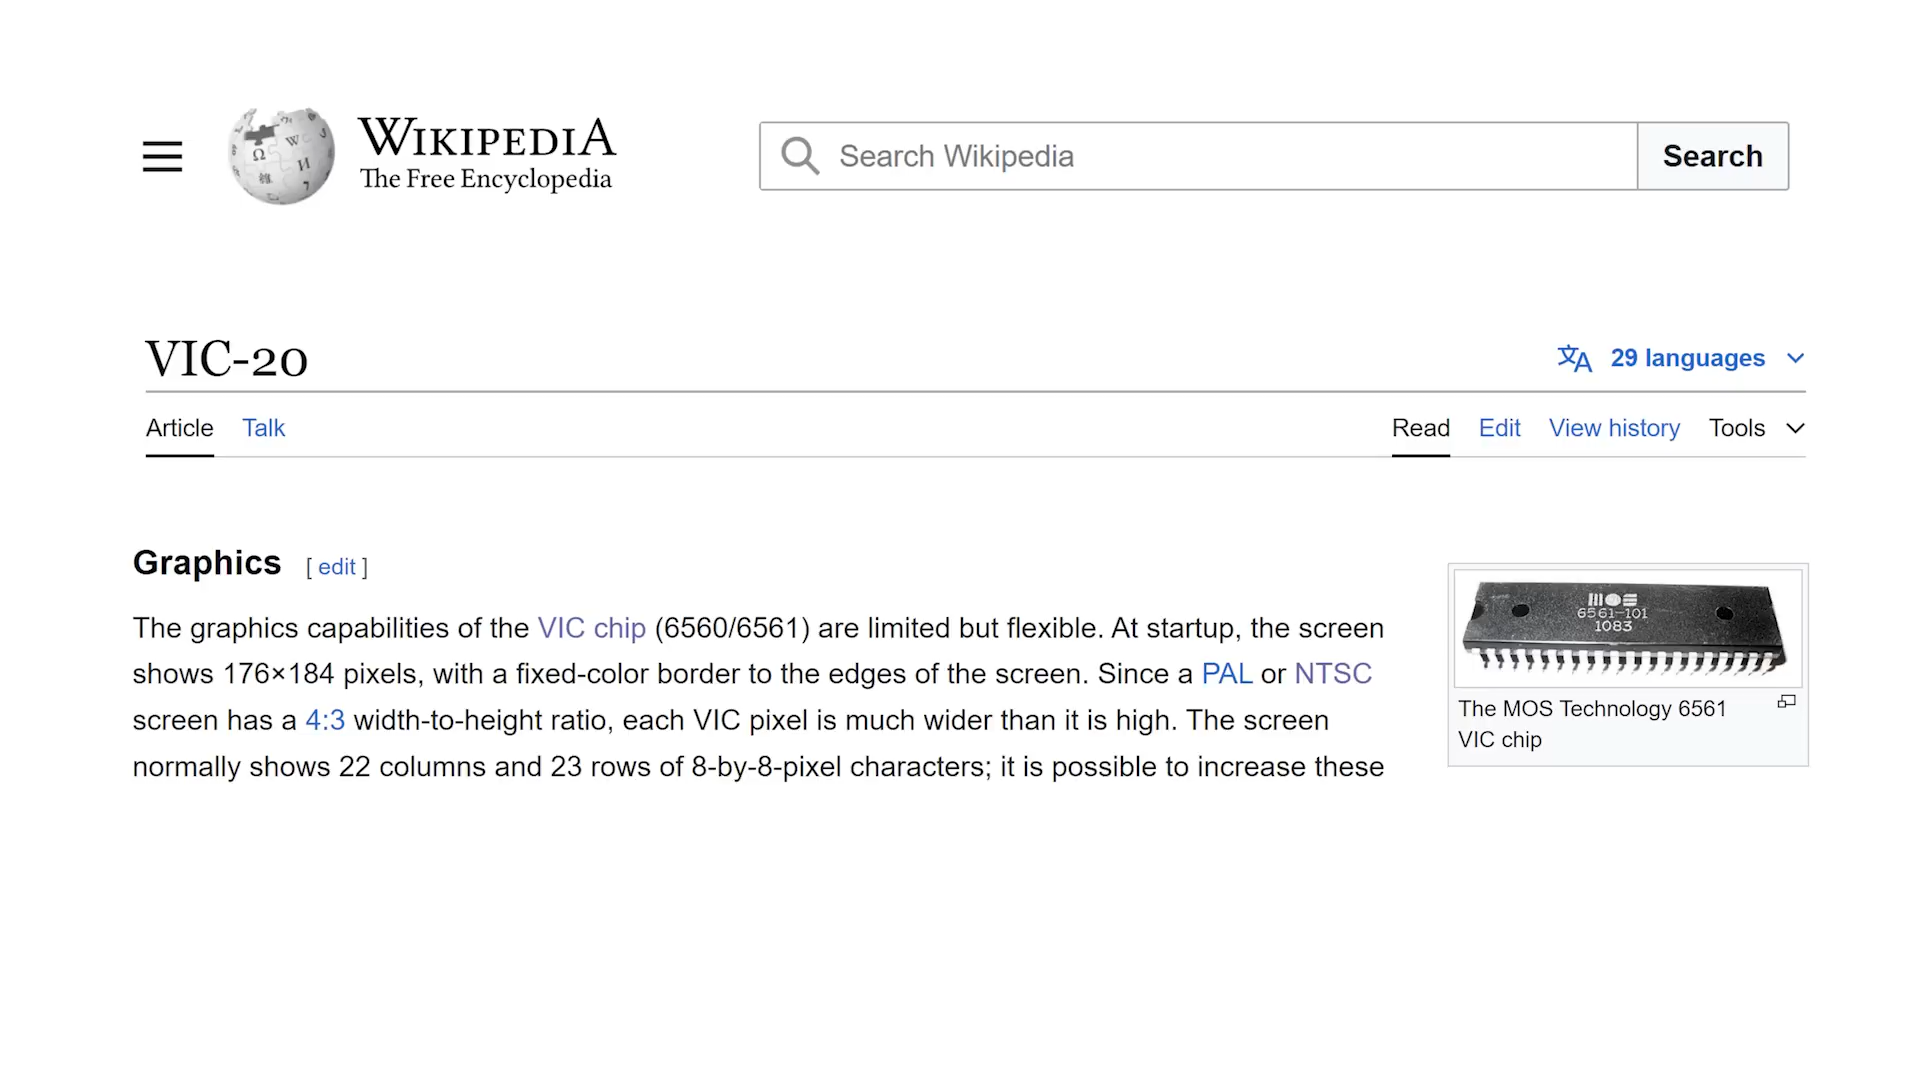 WIKIPEDIA
The Free Encyclopedia
Search Wikipedia
Search
VIC-20
29 languages
Article Talk
Read Edit View history Tools
Graphics [ edit ]
The graphics capabilities of the VIC chip (6560/6561) are limited but flexible. At startup, the screen
shows 176×184 pixels, with a fixed-color border to the edges of the screen. Since a PAL or NTSC
screen has a 4:3 width-to-height ratio, each VIC pixel is much wider than it is high. The screen
normally shows 22 columns and 23 rows of 8-by-8-pixel characters; it is possible to increase these
MOS
6561-101
1083
The MOS Technology 6561
VIC chip